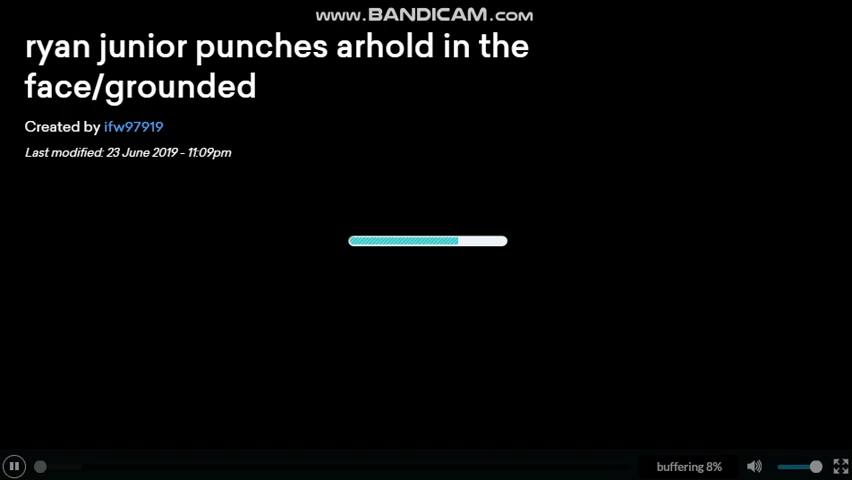 WWW.BANDICAM.COM
ryan junior punches arhold in the
face/grounded
Created by ifw97919
Last modified: 23 June 2019 - 11:09pm
buffering 8%